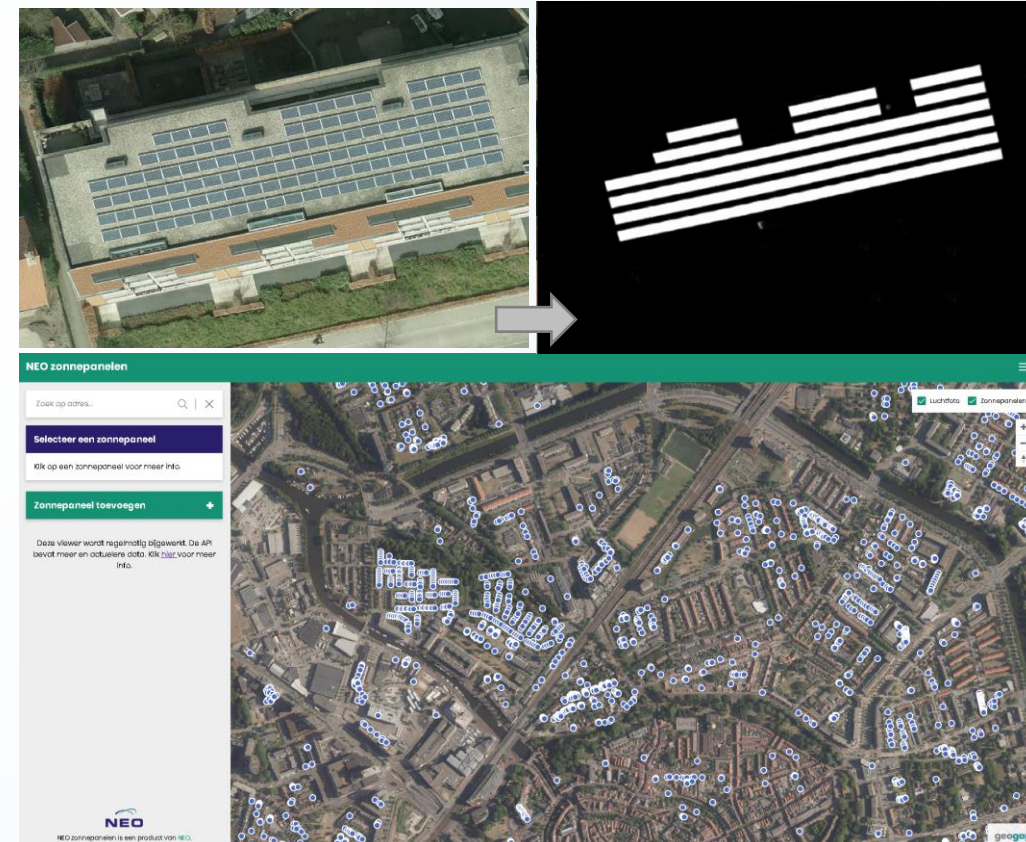 NEO zonnepanelen
Zoek op adres...
Luchtfoto Zonnepanelen
Selecteer een zonnepaneel
Klik op een zonnepaneel voor meer info.
Zonnepaneel toevoegen +
Deze viewer wordt regelmatig bijgewerkt. De API
bevat meer en actuelere data. Klik hier voor meer
info.
NEO
NEO zonnepanelen is een product van NEO,
geogap